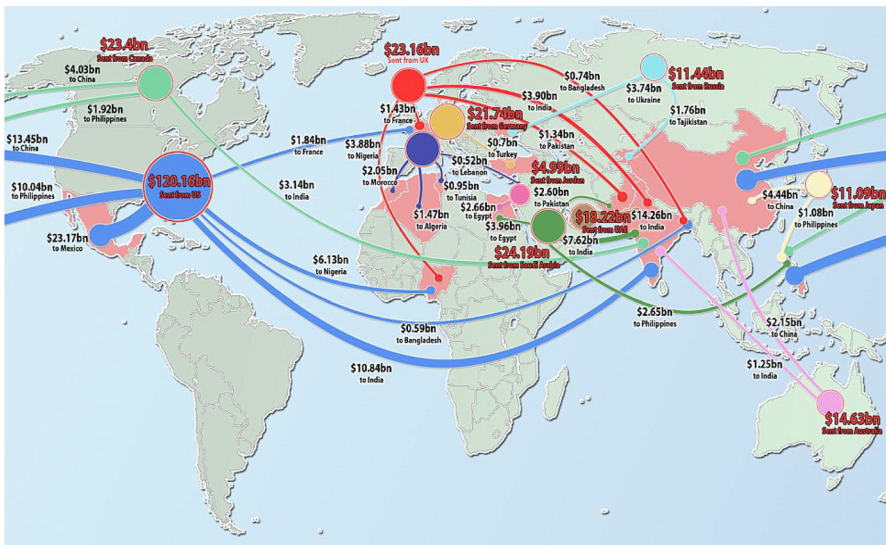 $23.4bn
Sent from Canada
$4.03bn
to China
$1.92bn
to Philippines
$13.45bn
to China
$10.04bn
to Philippines
$120.16bn
Sent from US
$23.17bn
to Mexico
$1.84bn
to France
$3.14bn
to India
$6.13bn
to Nigeria
$0.59bn
to Bangladesh
$10.84bn
to India
$23.16bn
Sent from UK
$1.43bn
to France
$3.88bn
to Nigeria
$0.74bn
to Bangladesh
$3.90bn
to India
$1.34bn
to Pakistan
$21.74bn
Sent from Germany
$0.7bn
to Turkey
$0.52bn
to Lebanon
$2.05bn
to Morocco
$0.95bn
to Tunisia
$1.47bn
to Algeria
$11.44bn
Sent from Russia
$3.74bn
to Ukraine
$1.76bn
to Tajikistan
$4.99bn
Sent from Jordan
$2.66bn
to Egypt
$2.60bn
to Pakistan
$3.96bn
to Egypt
$24.19bn
Sent from Saudi Arabia
$7.62bn
to India
$18.22bn
Sent from UAE
$14.26bn
to India
$2.65bn
to Philippines
$4.44bn
to China
$11.09bn
Sent from Japan
$1.08bn
to Philippines
$2.15bn
to China
$1.25bn
to India
$14.63bn
Sent from Australia